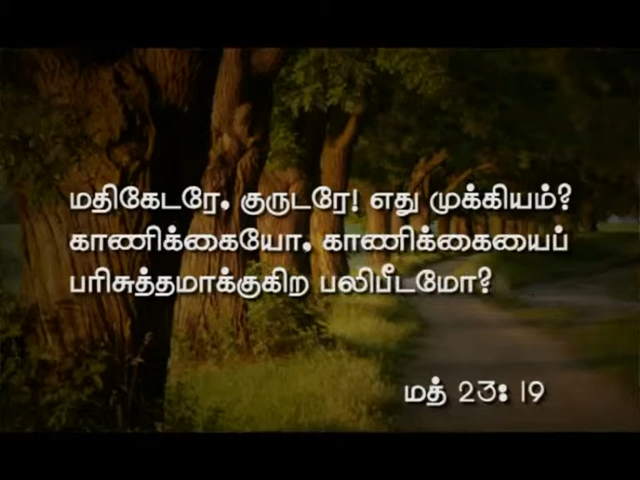 மதிகேடரே, குருடரே! எது முக்கியம்?
காணிக்கையோ, காணிக்கையைப்
பரிசுத்தமாக்குகிற பலிபீடமோ?
மத் 23: 19